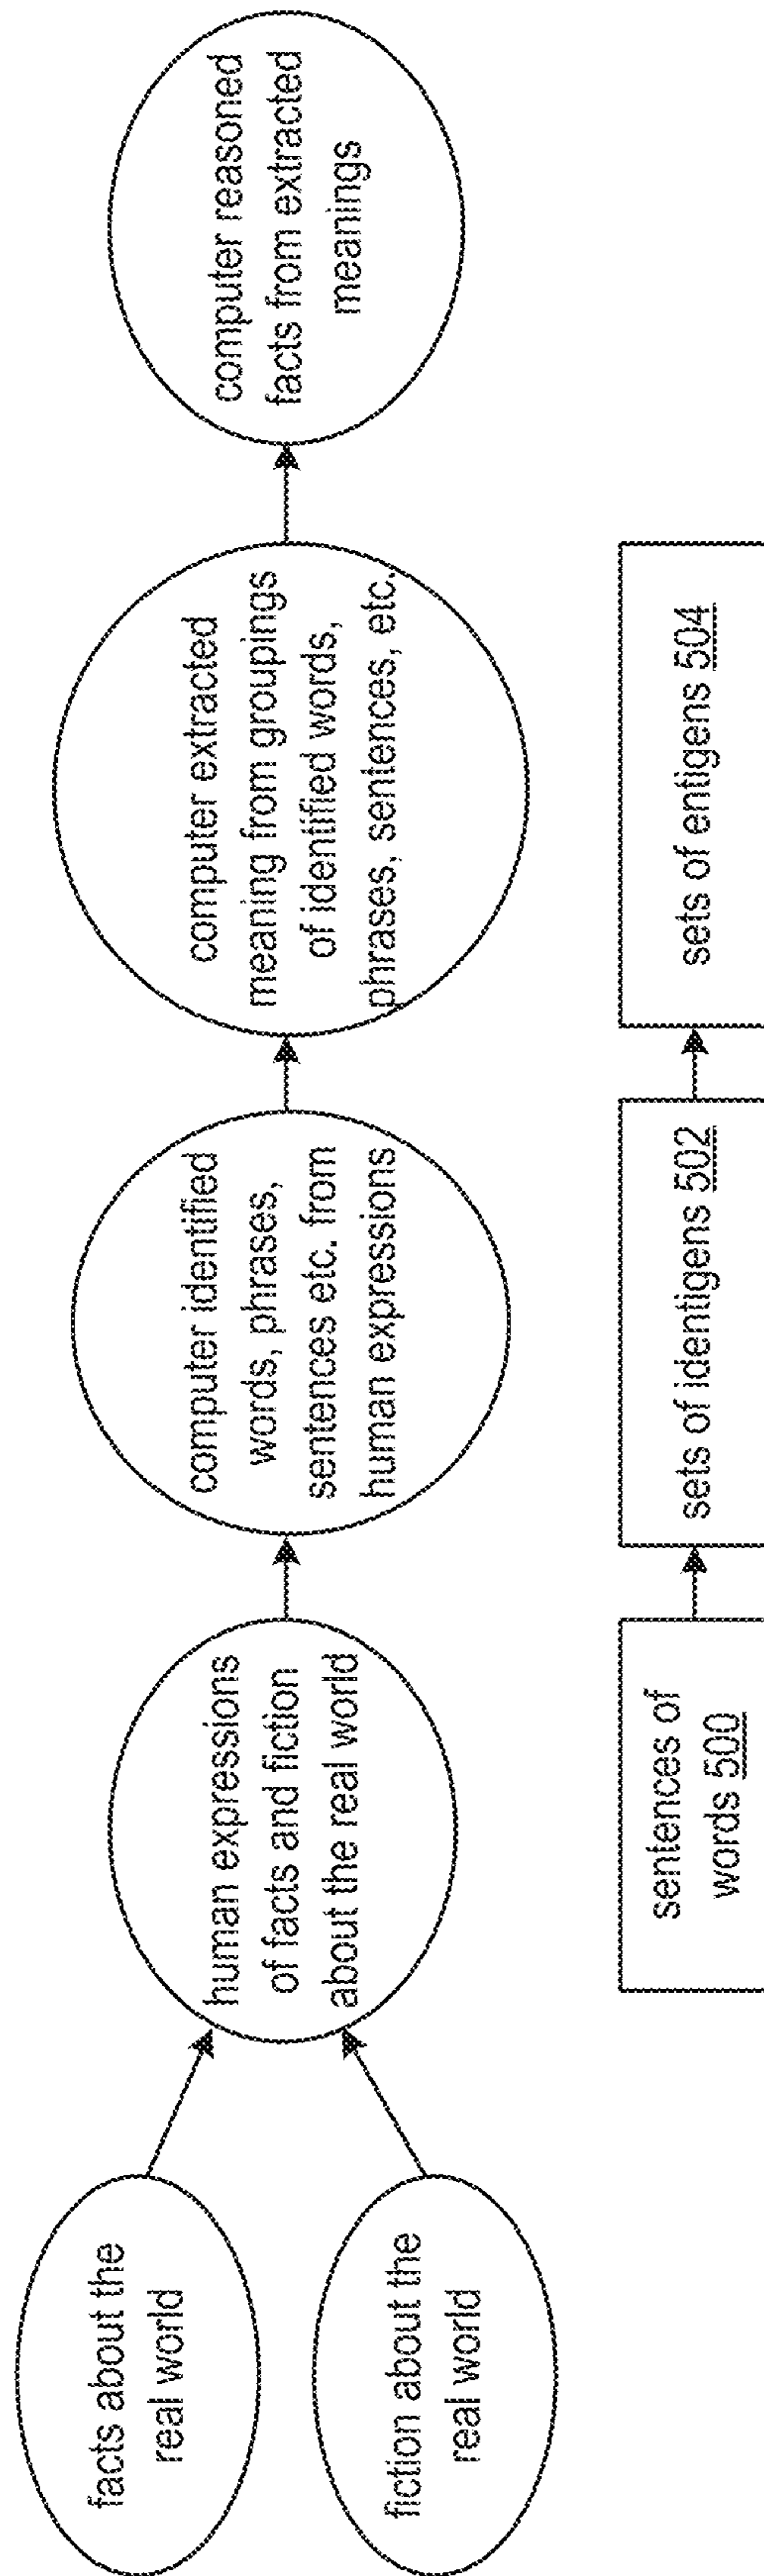 facts about the
real world
fiction about the
real world
human expressions
of facts and fiction
about the real world
computer identified
words, phrases,
sentences etc. from
human expressions
computer extracted
meaning from groupings
of identified words,
phrases, sentences, etc.
computer reasoned
facts from extracted
meanings
sentences of
words 500
sets of identigens 502
sets of entigens 504